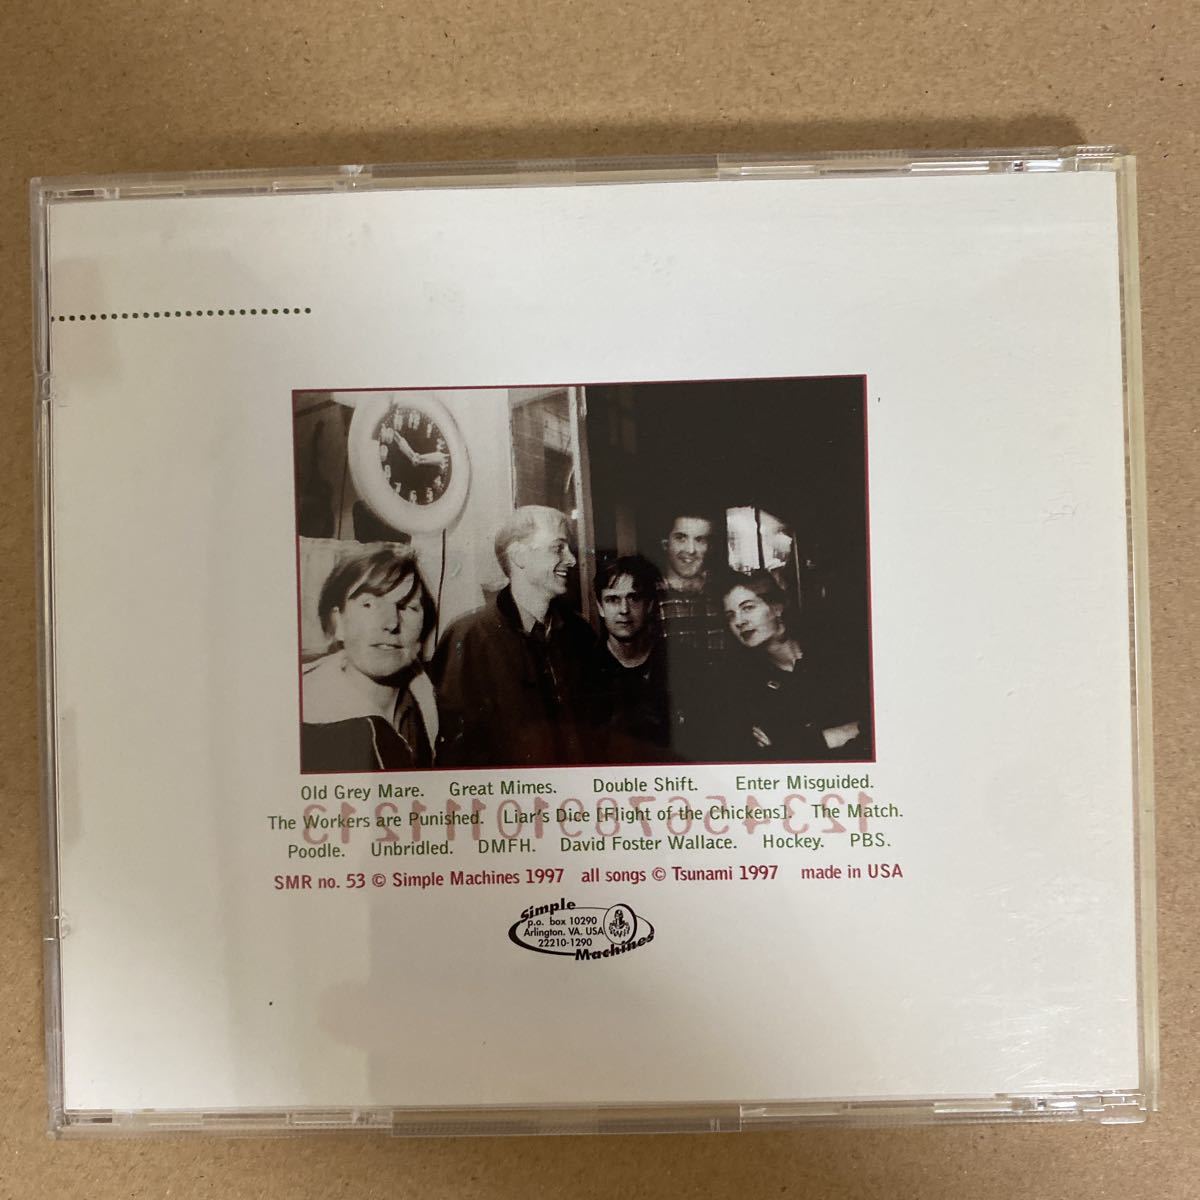 Old Grey Mare. Great Mimes. Double Shift. Enter Misguided.
The Workers are Punished. Liar's Dice [Flight of the Chickens]. The Match.
12345678910111213
Poodle. Unbridled. DMFH. David Foster Wallace. Hockey. PBS.
SMR no. 53 © Simple Machines 1997 all songs © Tsunami 1997 made in USA
Simple
p.o. box 10290
Arlington, VA, USA
22210-1290
Machines